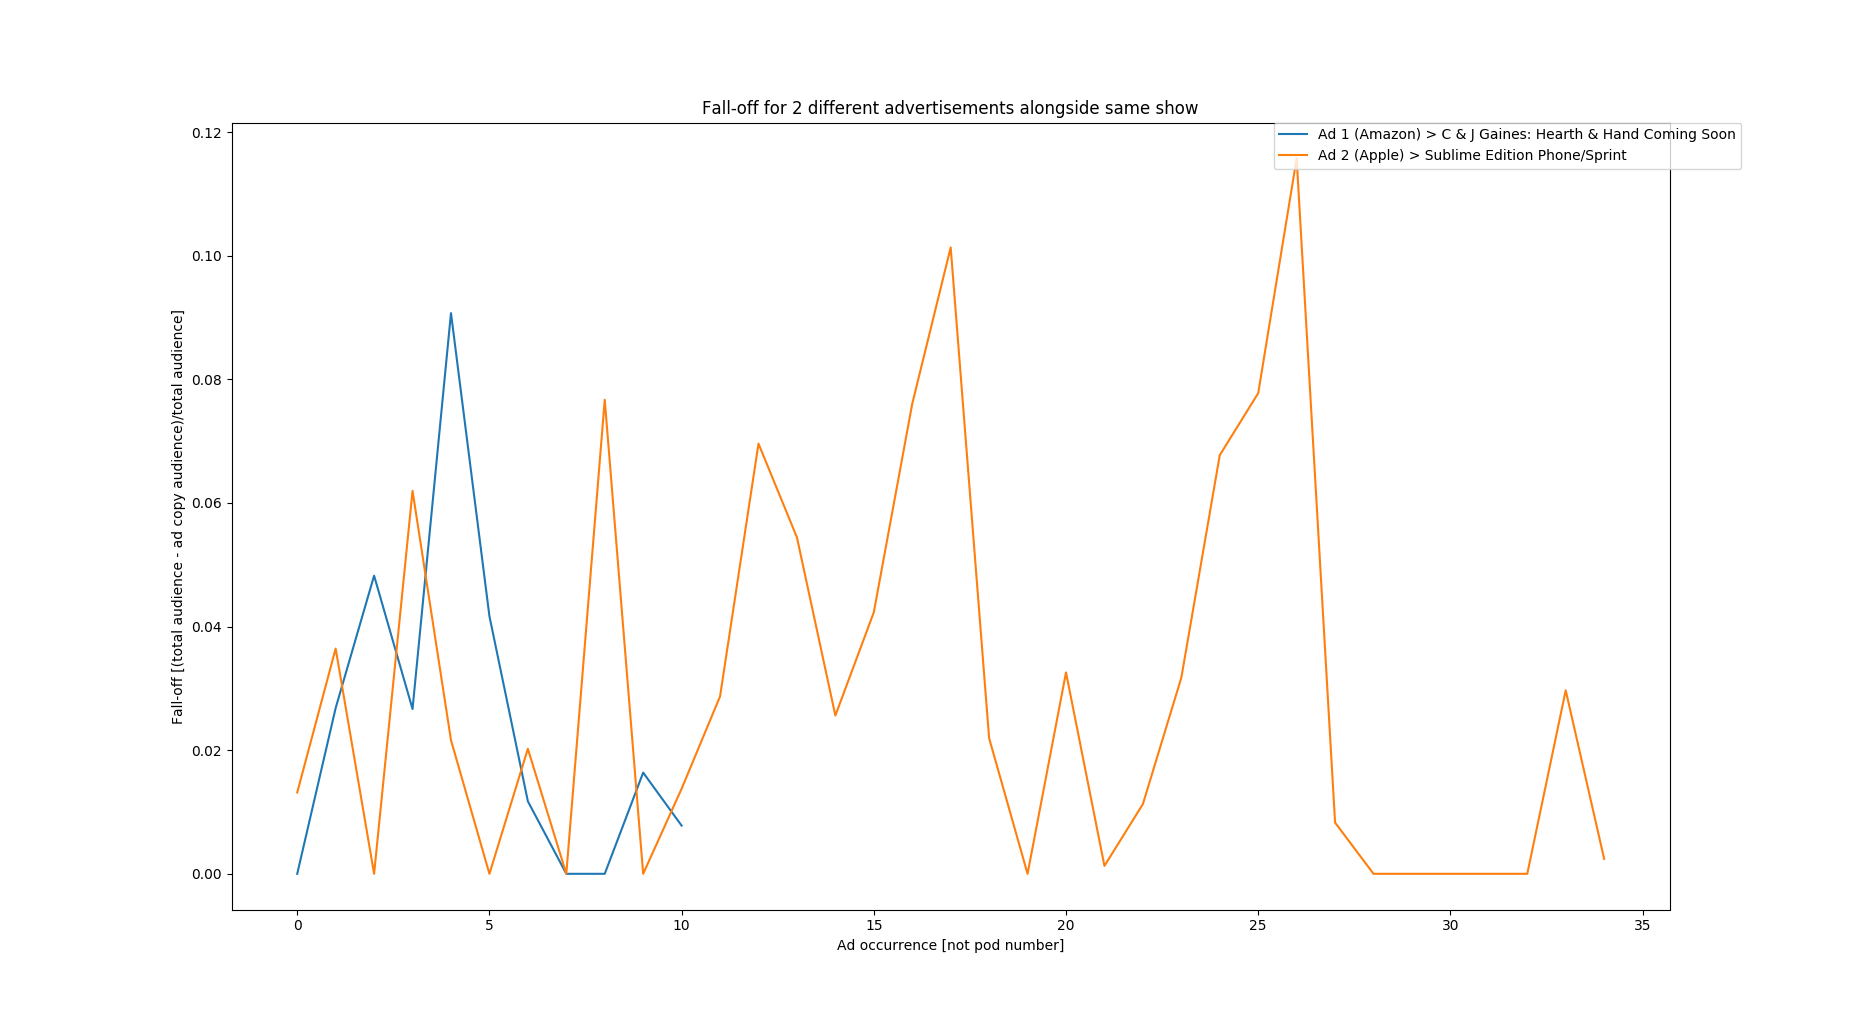 Fall-off for 2 different advertisements alongside same show
Ad 1 (Amazon) > C & J Gaines: Hearth & Hand Coming Soon
Ad 2 (Apple) > Sublime Edition Phone/Sprint
Fall-off [(total audience - ad copy audience)/total audience]
0.12
0.10
0.08
0.06
0.04
0.02
0.00
0 5 10 15 20 25 30 35
Ad occurrence [not pod number]